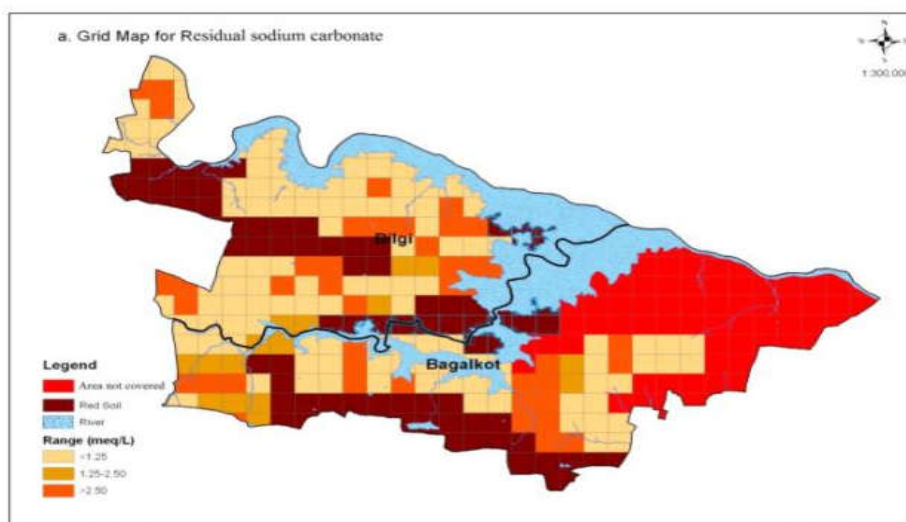 a. Grid Map for Residual sodium carbonate
N
1:300,000
Bilgi
Bagalkot
Legend
Area not covered
Red Soil
River
Range (meq/L)
<1.25
1.25-2.50
>2.50